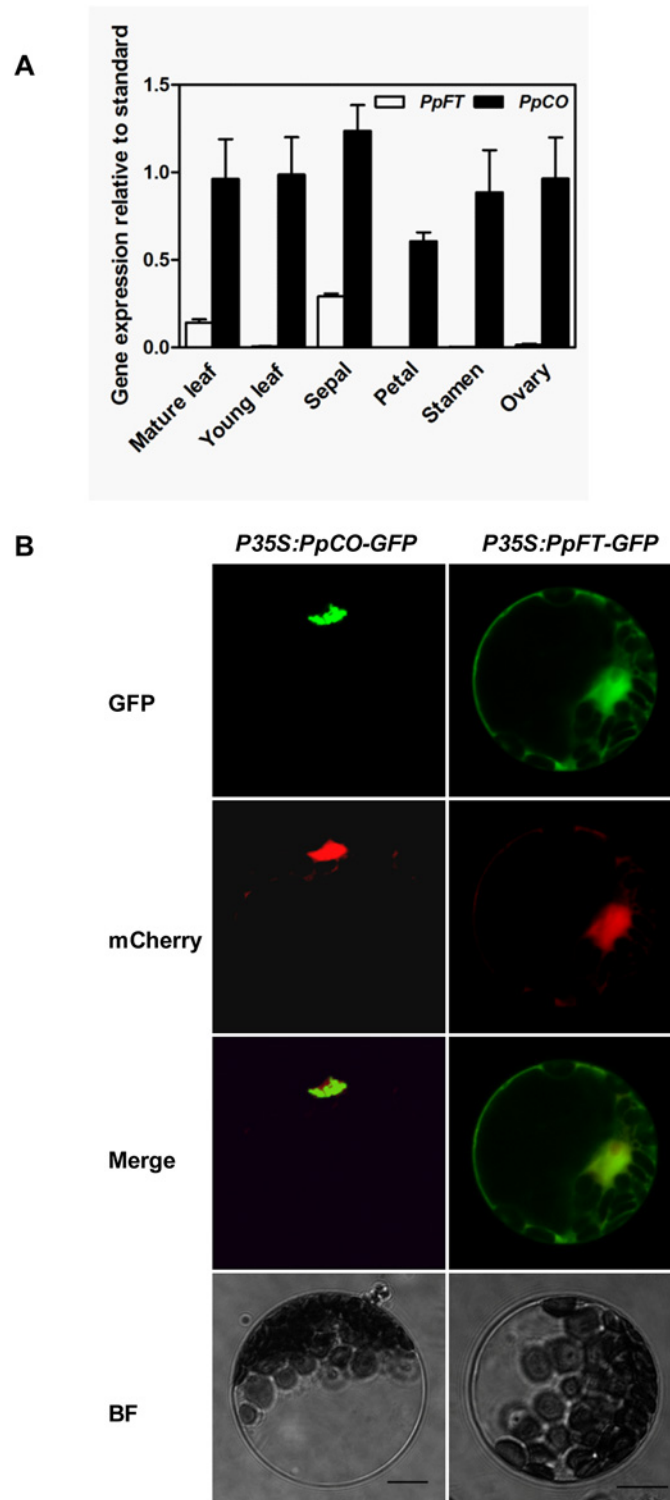 A
Gene expression relative to standard
1.5
1.0
0.5
0.0
PpFT PpCO
Mature leaf
Young leaf
Sepal
Petal
Stamen
Ovary
B
P35S:PpCO-GFP P35S:PpFT-GFP
GFP
mCherry
Merge
BF